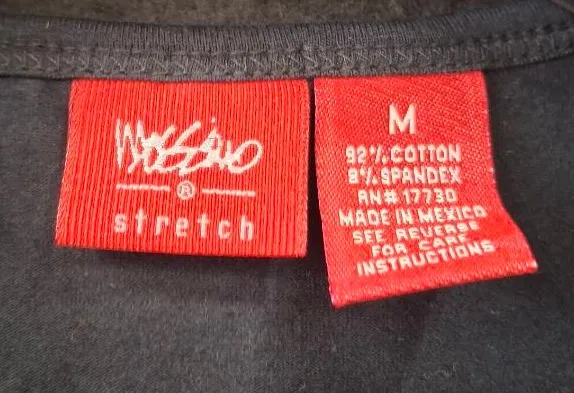 Mossimo
®
stretch
M
92% COTTON
8% SPANDEX
RN# 17730
MADE IN MEXICO
SEE REVERSE
FOR CARE
INSTRUCTIONS